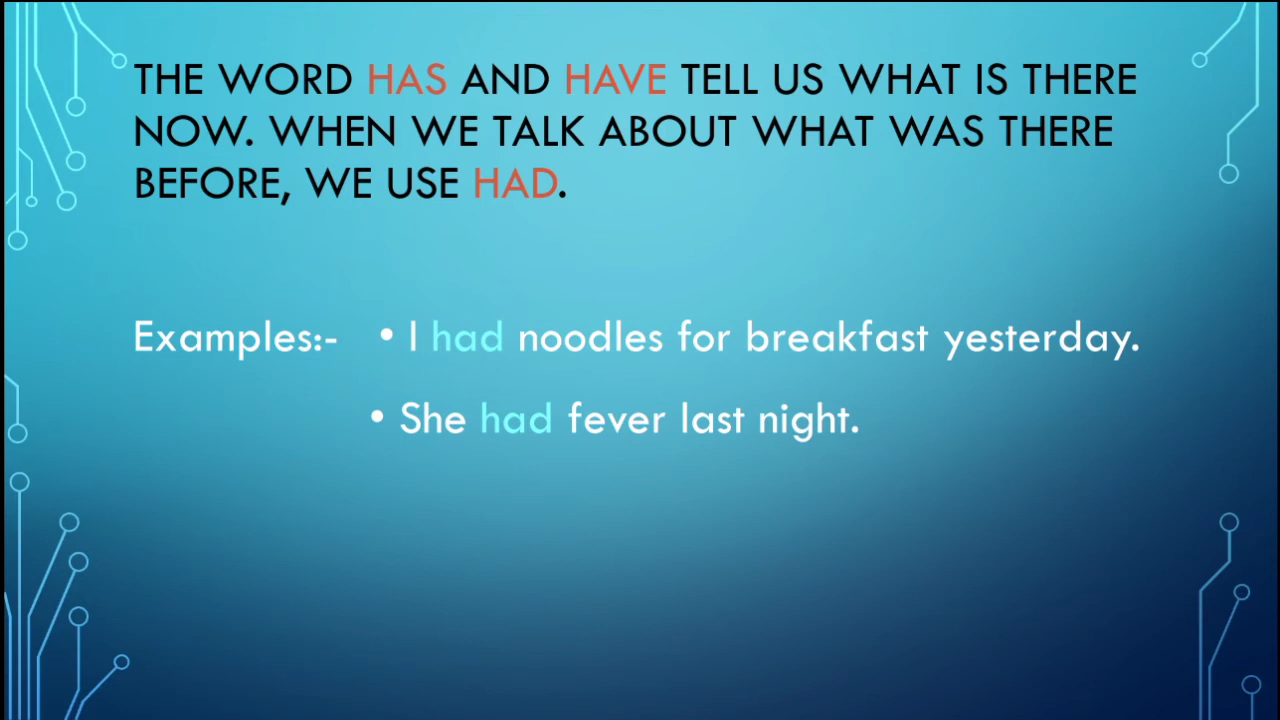 THE WORD HAS AND HAVE TELL US WHAT IS THERE
NOW. WHEN WE TALK ABOUT WHAT WAS THERE
BEFORE, WE USE HAD.
Examples:- • I had noodles for breakfast yesterday.
• She had fever last night.